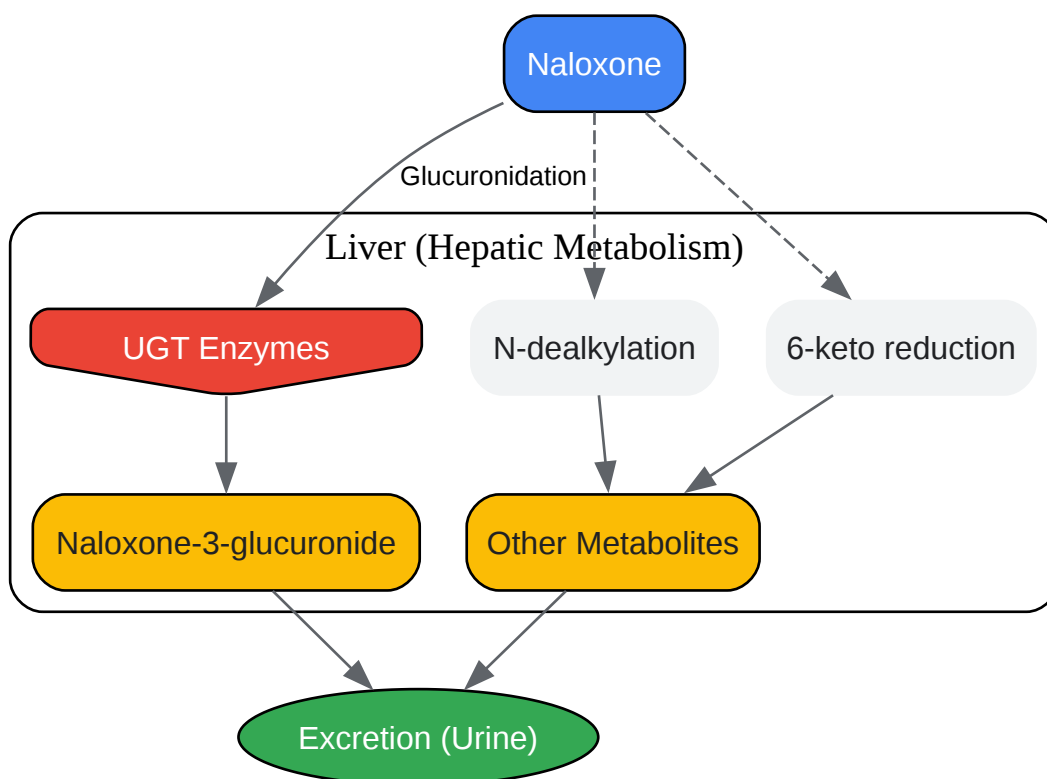 Naloxone
Glucuronidation
Liver (Hepatic Metabolism)
UGT Enzymes
N-dealkylation
6-keto reduction
Naloxone-3-glucuronide
Other Metabolites
Excretion (Urine)